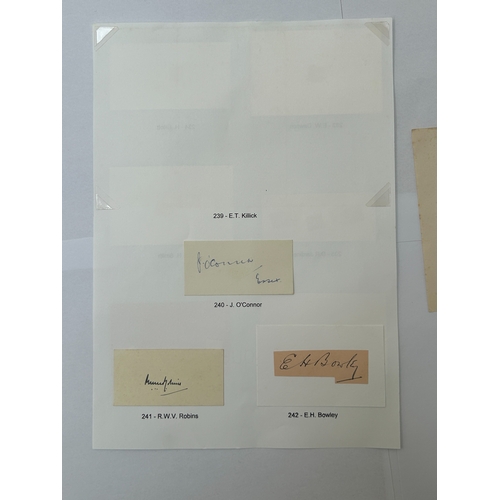 239 - E.T. Killick
J O'Connor
Essex
240 - J. O'Connor
241 - R.W.V. Robins
E H Bowley
242 - E.H. Bowley